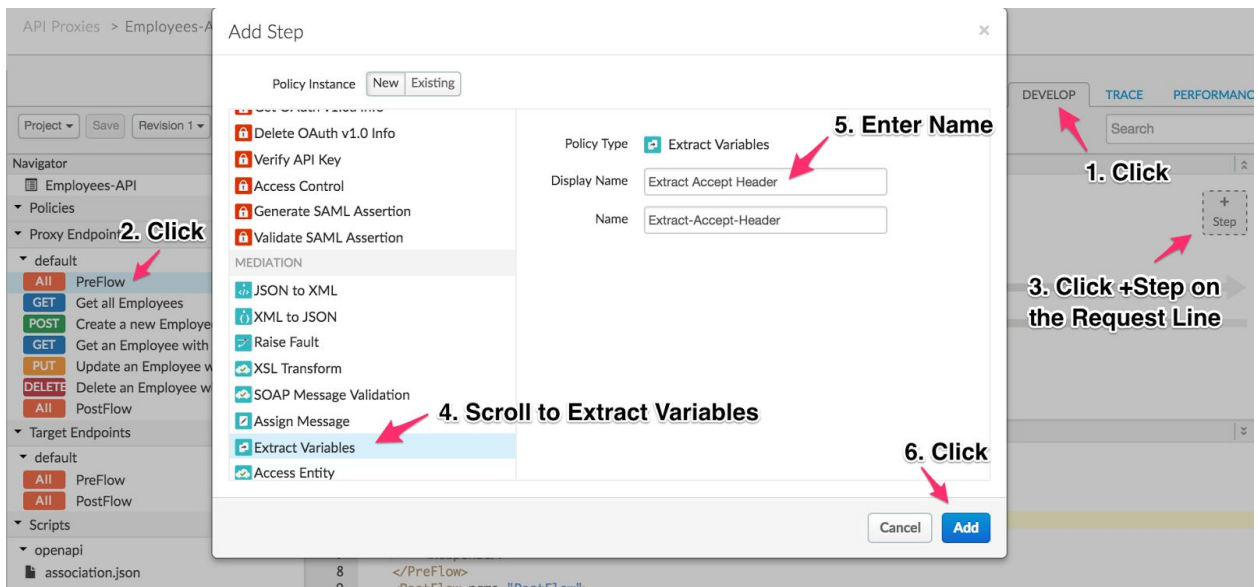 API Proxies > Employees-A
Add Step
×
Policy Instance New Existing
DEVELOP TRACE PERFORMANC
Project Save Revision 1
Search
Delete OAuth v1.0 Info
Verify API Key
Access Control
Generate SAML Assertion
Validate SAML Assertion
MEDIATION
JSON to XML
XML to JSON
Raise Fault
XSL Transform
SOAP Message Validation
Assign Message
Extract Variables
Access Entity
Policy Type Extract Variables
Display Name Extract Accept Header
Name Extract-Accept-Header
5. Enter Name
1. Click
+
Step
3. Click +Step on
the Request Line
4. Scroll to Extract Variables
6. Click
Cancel Add
Navigator
Employees-API
Policies
Proxy Endpoin
2. Click
default
All PreFlow
GET Get all Employees
POST Create a new Employe
GET Get an Employee with
PUT Update an Employee w
DELETE Delete an Employee w
All PostFlow
Target Endpoints
default
All PreFlow
All PostFlow
Scripts
openapi
association.json
8 </PreFlow>